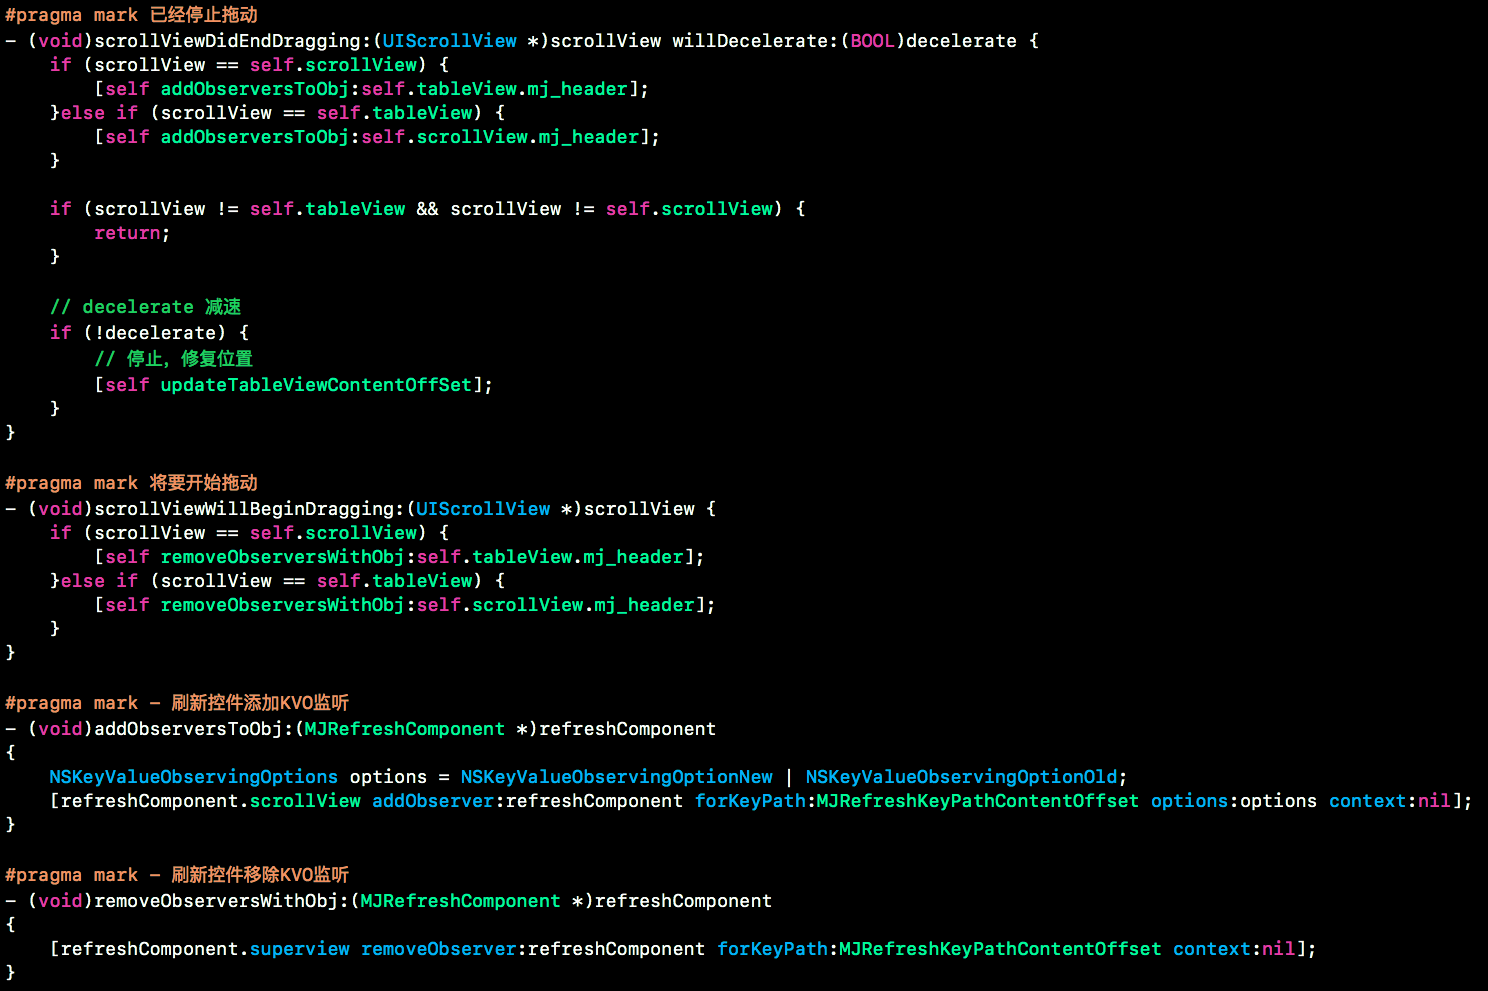 #pragma mark 已经停止拖动
- (void)scrollViewDidEndDragging:(UIScrollView *)scrollView willDecelerate:(BOOL)decelerate {
    if (scrollView == self.scrollView) {
        [self addObserversToObj:self.tableView.mj_header];
    }else if (scrollView == self.tableView) {
        [self addObserversToObj:self.scrollView.mj_header];
    }

    if (scrollView != self.tableView && scrollView != self.scrollView) {
        return;
    }

    // decelerate 减速
    if (!decelerate) {
        // 停止，修复位置
        [self updateTableViewContentOffSet];
    }
}

#pragma mark 将要开始拖动
- (void)scrollViewWillBeginDragging:(UIScrollView *)scrollView {
    if (scrollView == self.scrollView) {
        [self removeObserversWithObj:self.tableView.mj_header];
    }else if (scrollView == self.tableView) {
        [self removeObserversWithObj:self.scrollView.mj_header];
    }
}

#pragma mark - 刷新控件添加KVO监听
- (void)addObserversToObj:(MJRefreshComponent *)refreshComponent
{
    NSKeyValueObservingOptions options = NSKeyValueObservingOptionNew | NSKeyValueObservingOptionOld;
    [refreshComponent.scrollView addObserver:refreshComponent forKeyPath:MJRefreshKeyPathContentOffset options:options context:nil];
}

#pragma mark - 刷新控件移除KVO监听
- (void)removeObserversWithObj:(MJRefreshComponent *)refreshComponent
{
    [refreshComponent.superview removeObserver:refreshComponent forKeyPath:MJRefreshKeyPathContentOffset context:nil];
}